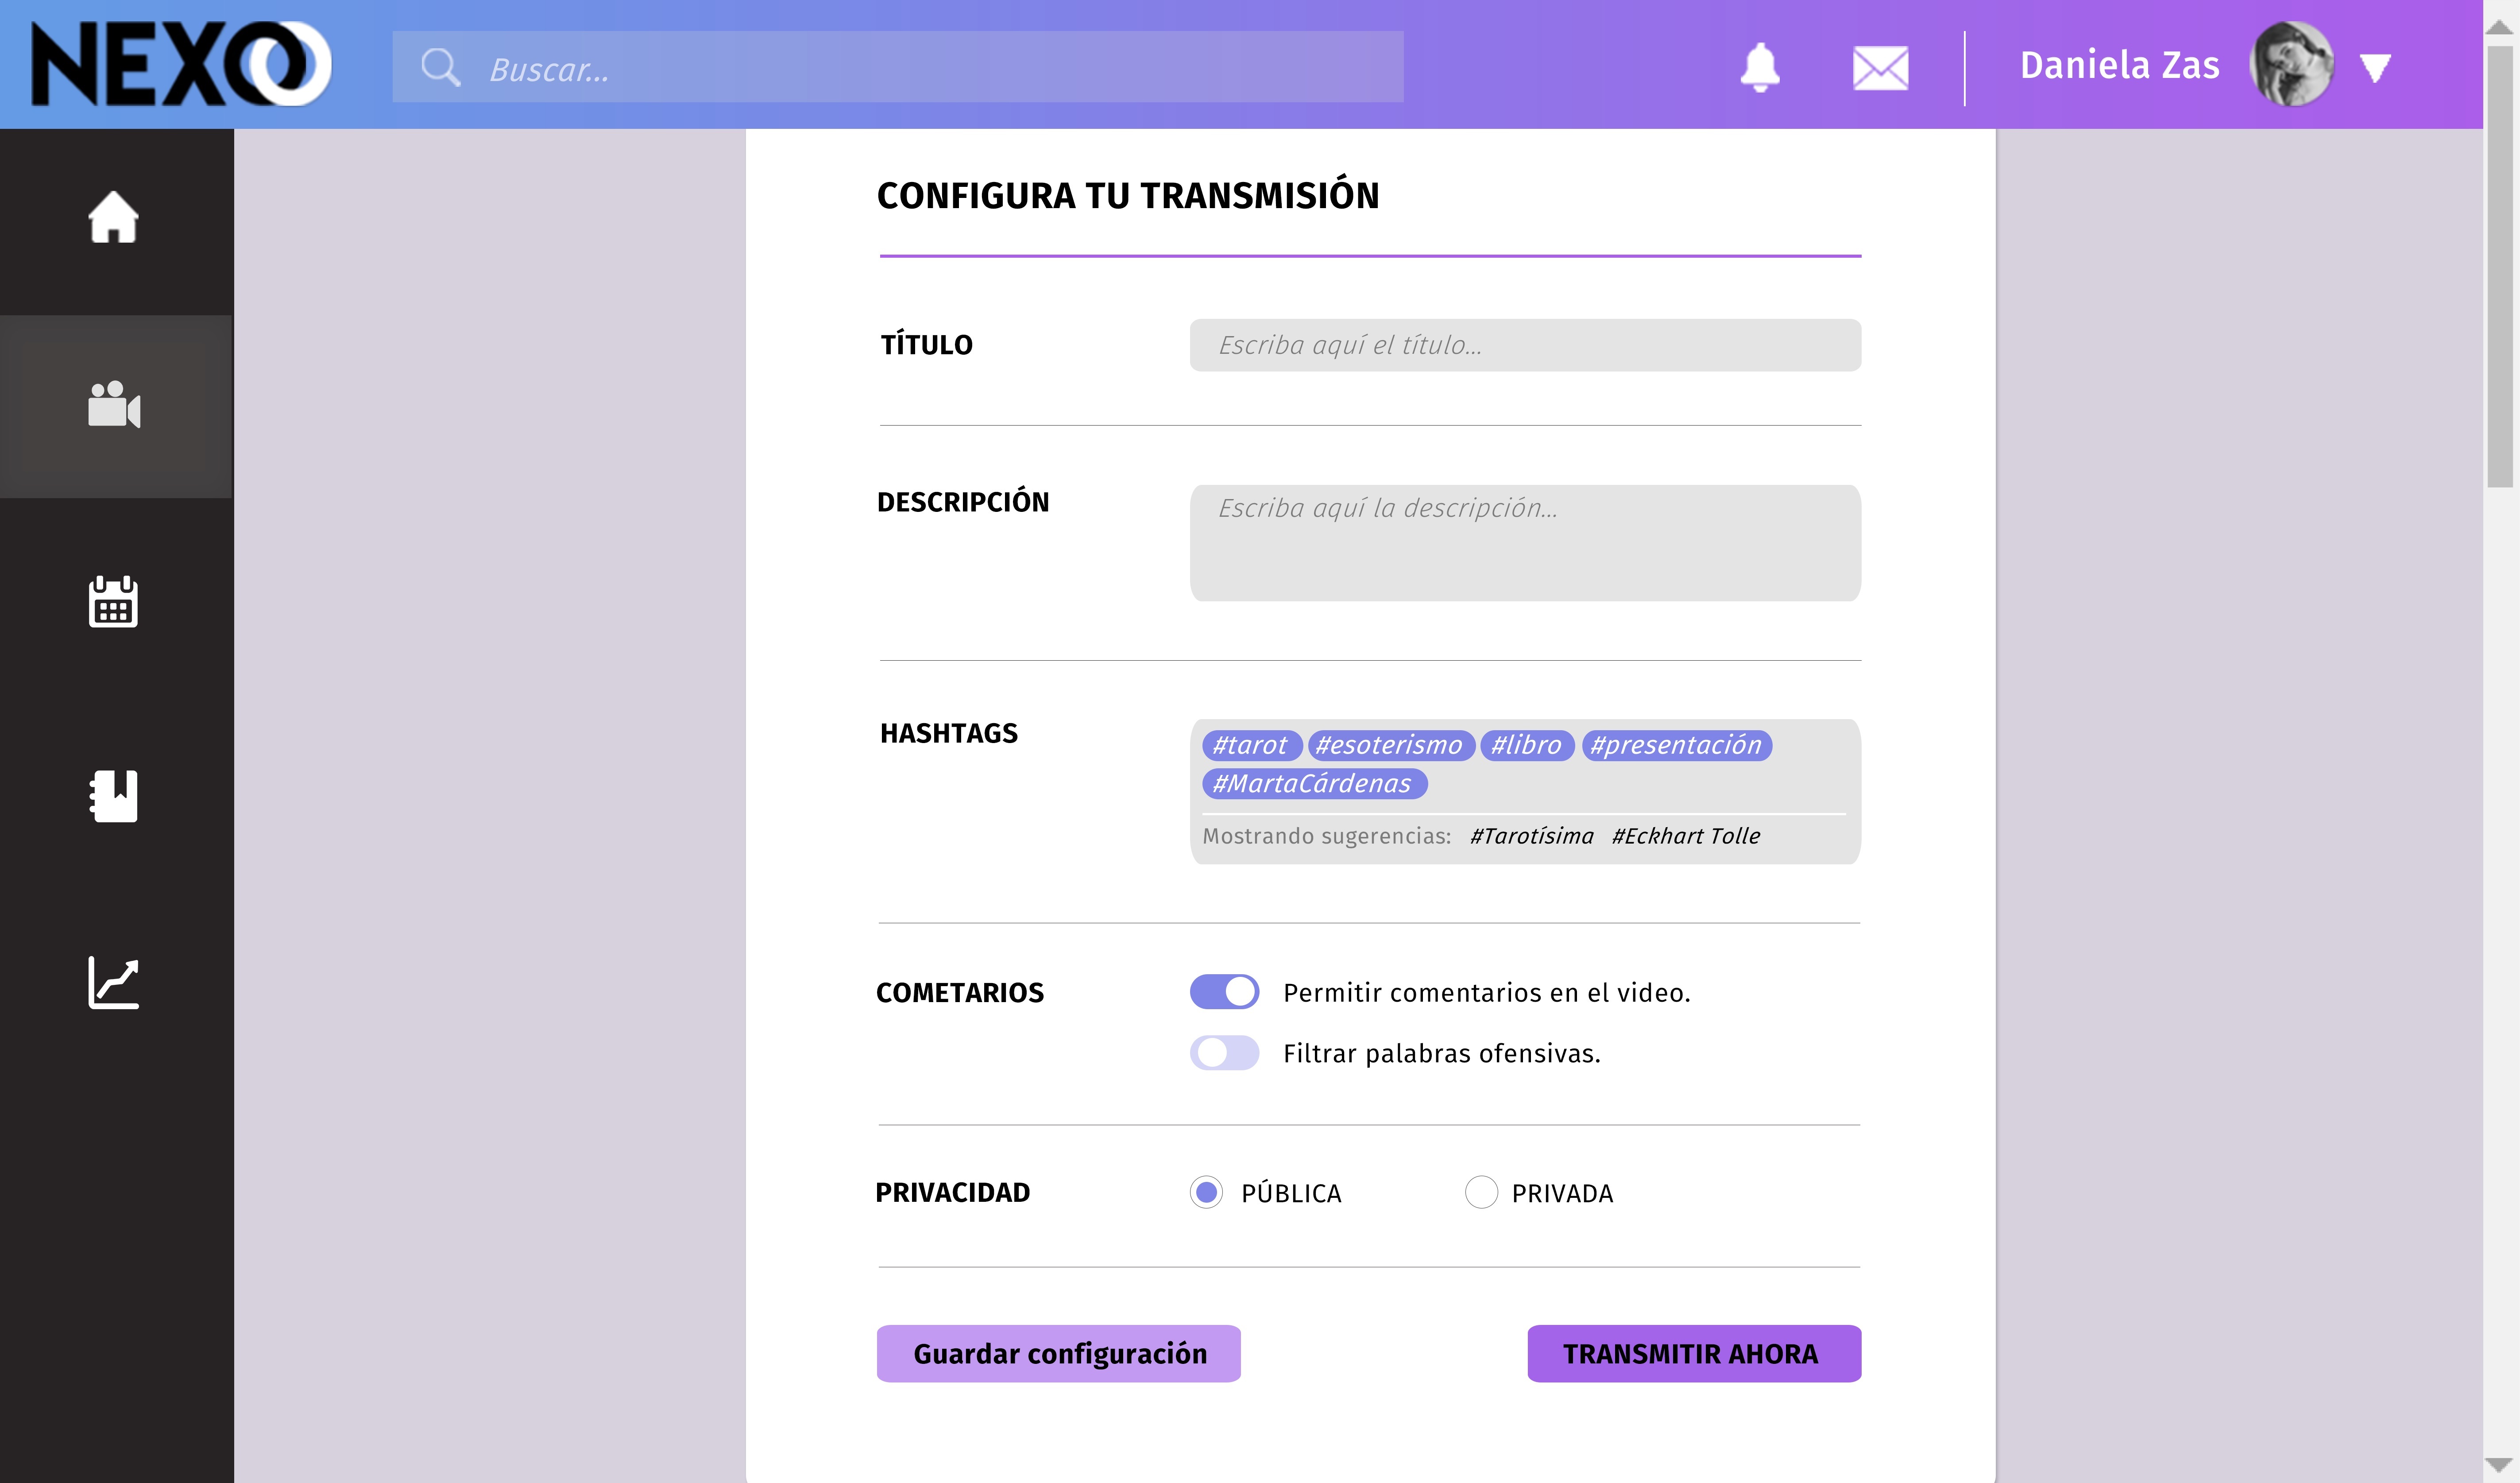 NEXO
Buscar...
Daniela Zas
CONFIGURA TU TRANSMISIÓN
TÍTULO
Escriba aquí el título...
DESCRIPCIÓN
Escriba aquí la descripción...
HASHTAGS
#tarot #esoterismo #libro #presentación
#MartaCárdenas
Mostrando sugerencias: #Tarotísima #Eckhart Tolle
COMETARIOS
Permitir comentarios en el video.
Filtrar palabras ofensivas.
PRIVACIDAD
PÚBLICA
PRIVADA
Guardar configuración
TRANSMITIR AHORA